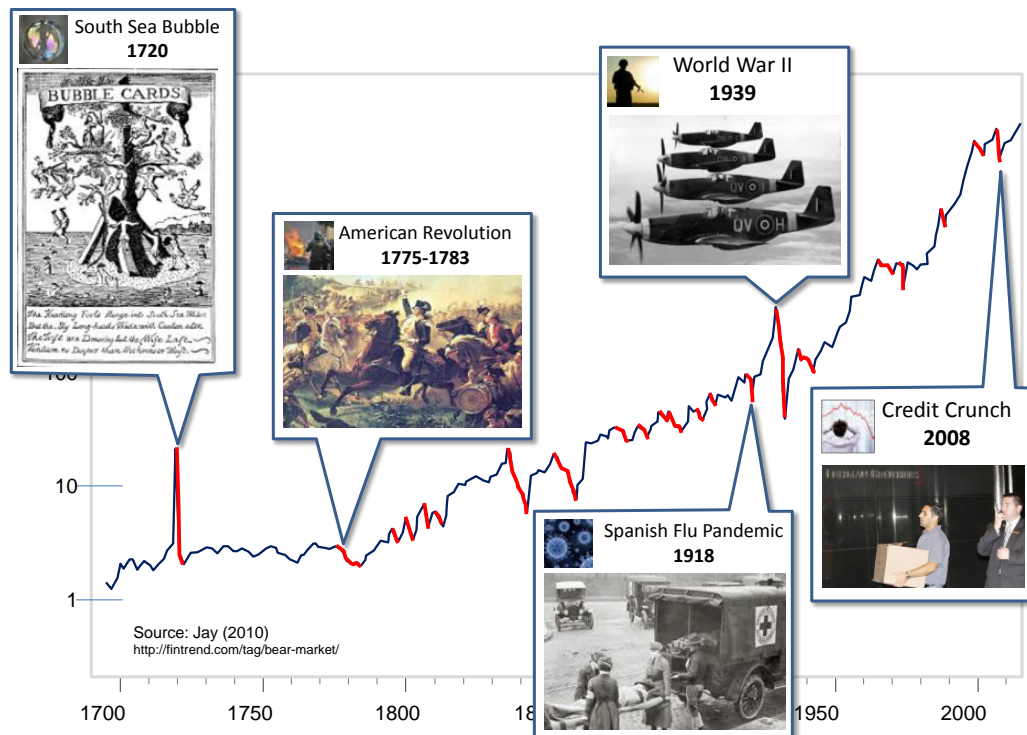 South Sea Bubble
1720
BUBBLE CARDS
American Revolution
1775-1783
World War II
1939
QV
QV H
100
10
1
Credit Crunch
2008
Spanish Flu Pandemic
1918
Source: Jay (2010)
http://fintrend.com/tag/bear-market/
1700
1750
1800
1950
2000